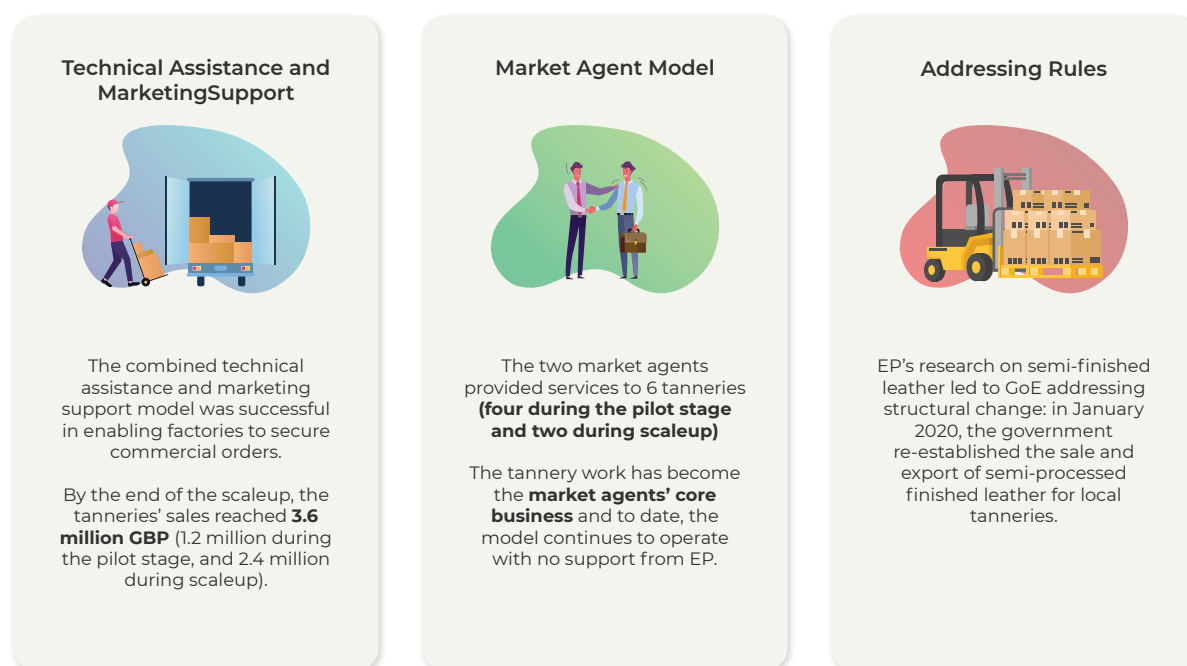 Technical Assistance and
MarketingSupport
The combined technical
assistance and marketing
support model was successful
in enabling factories to secure
commercial orders.
By the end of the scaleup, the
tanneries’ sales reached 3.6
million GBP (1.2 million during
the pilot stage, and 2.4 million
during scaleup).
Market Agent Model
The two market agents
provided services to 6 tanneries
(four during the pilot stage
and two during scaleup)
The tannery work has become
the market agents’ core
business and to date, the
model continues to operate
with no support from EP.
Addressing Rules
EP’s research on semi-finished
leather led to GoE addressing
structural change: in January
2020, the government
re-established the sale and
export of semi-processed
finished leather for local
tanneries.